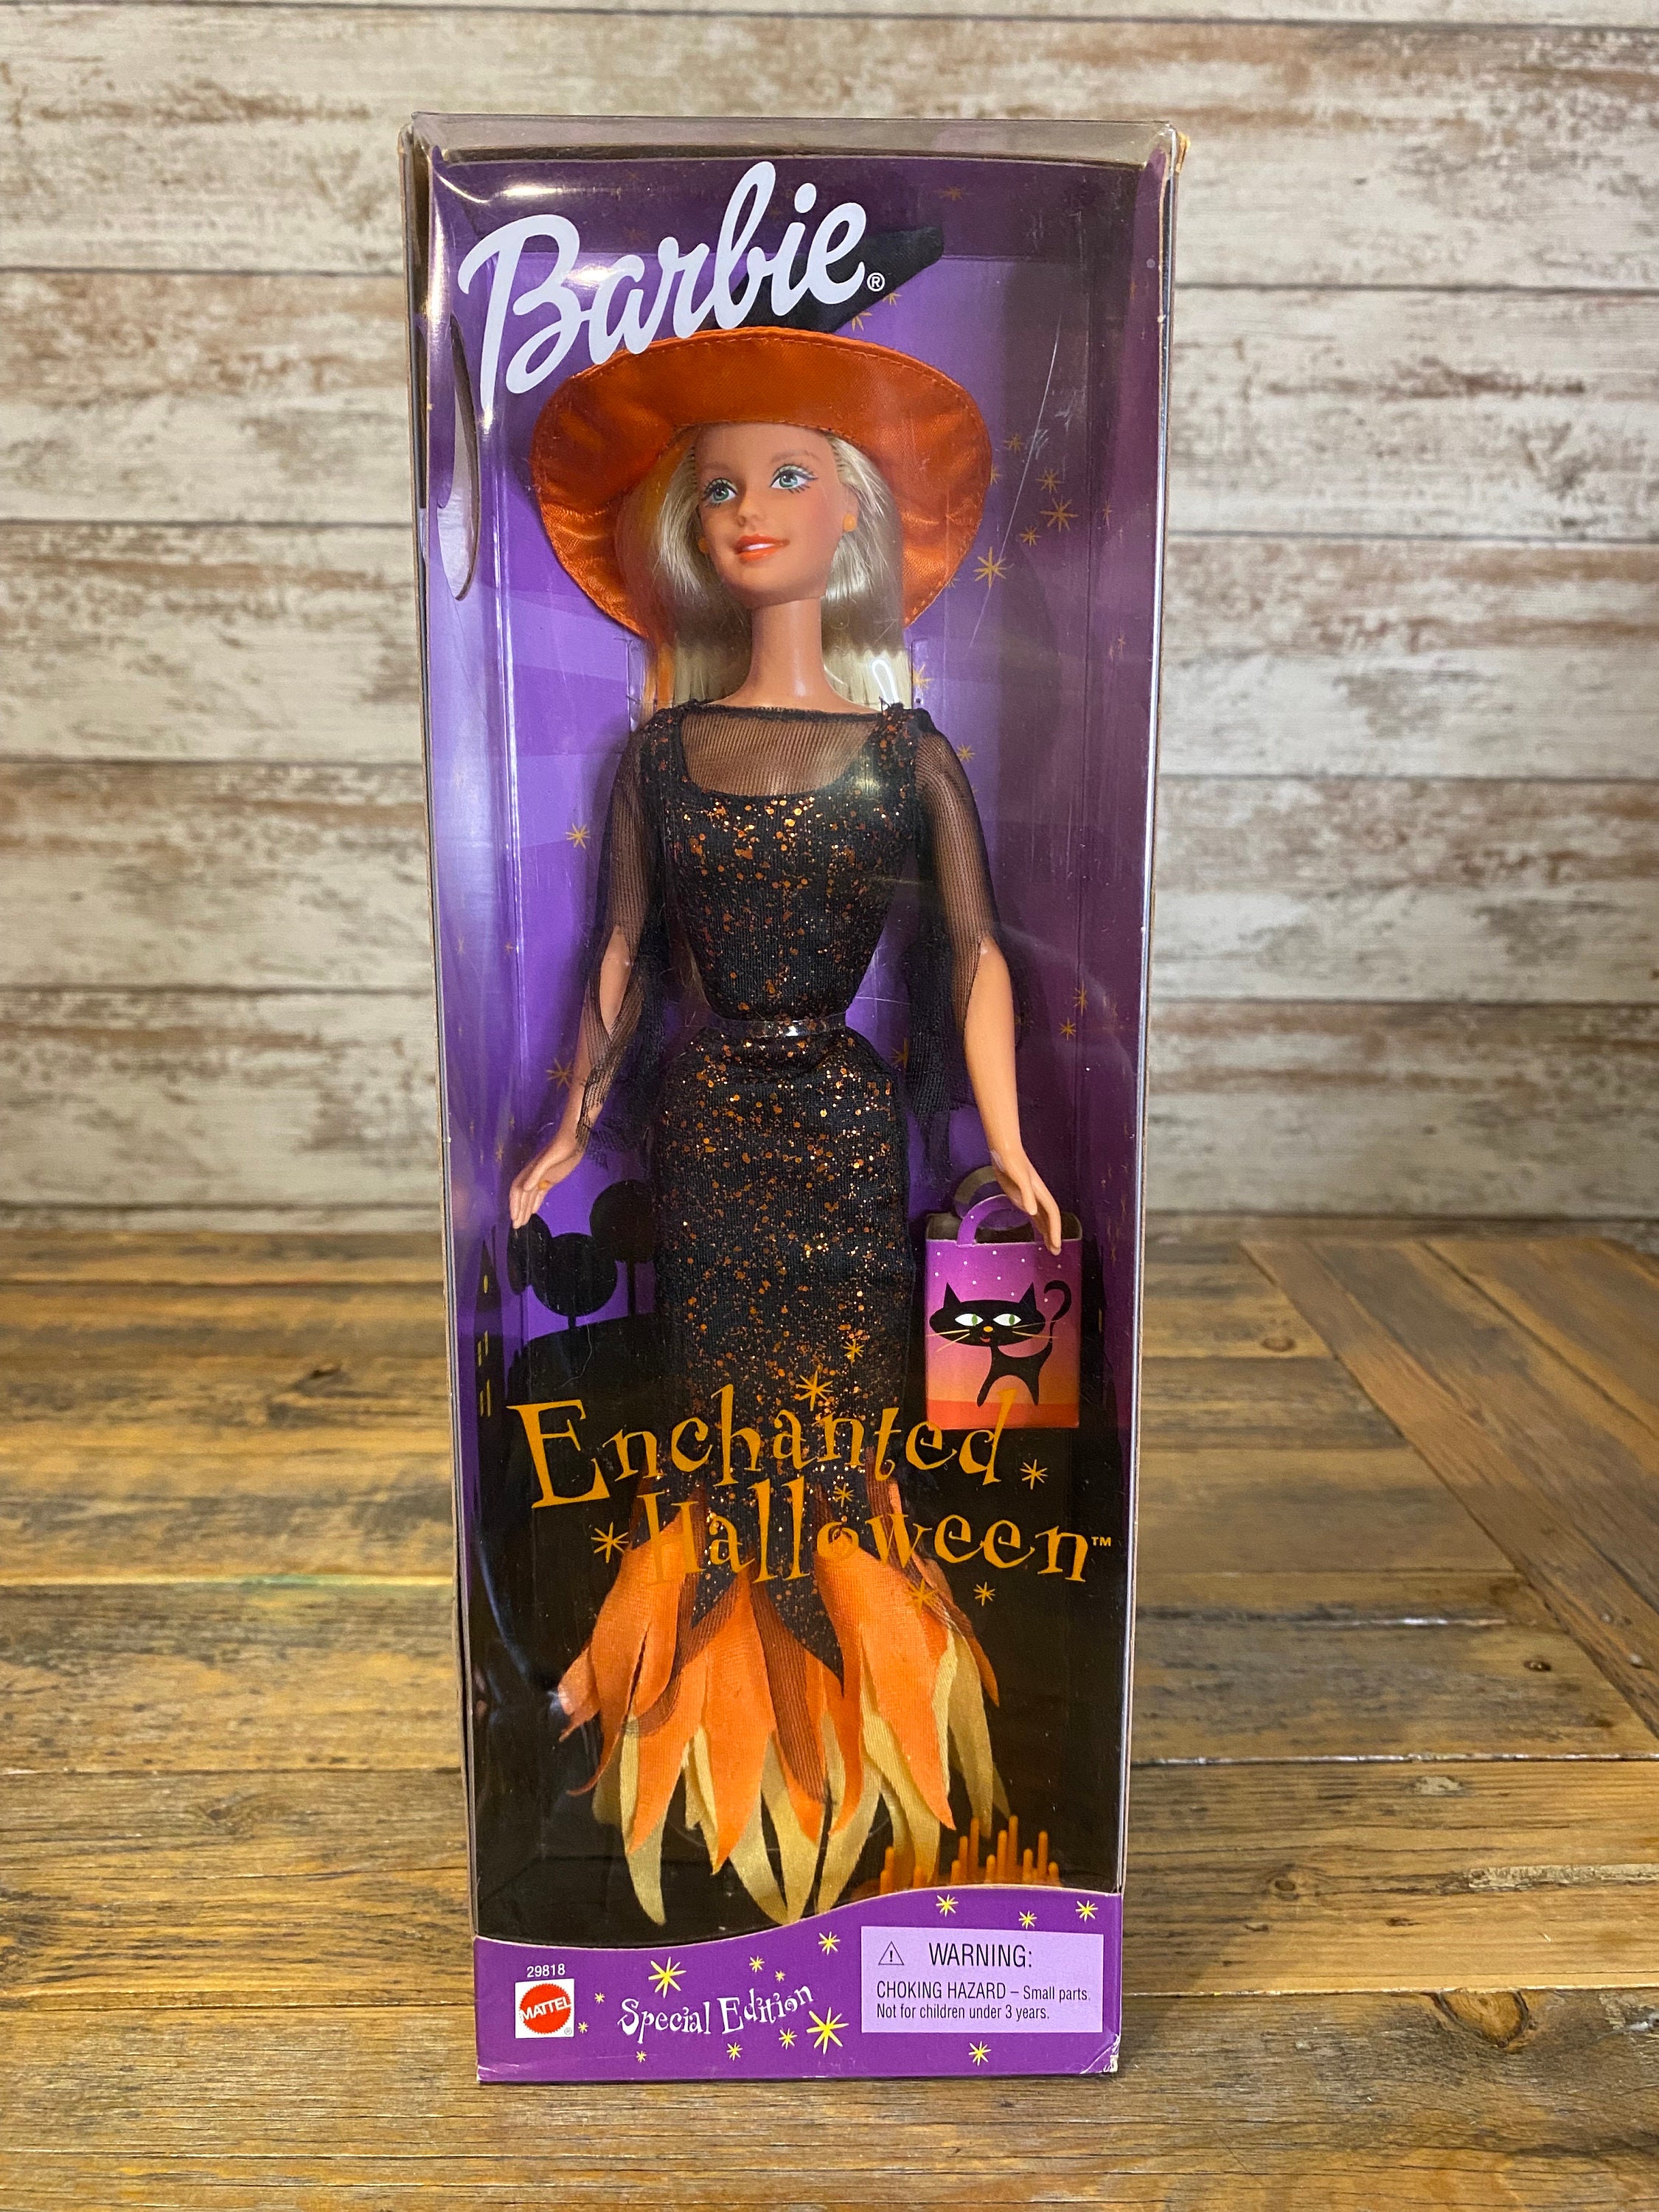 Barbie®
Enchanted
Halloween™
29818
MATTEL®
Special Edition
⚠ WARNING:
CHOKING HAZARD – Small parts.
Not for children under 3 years.